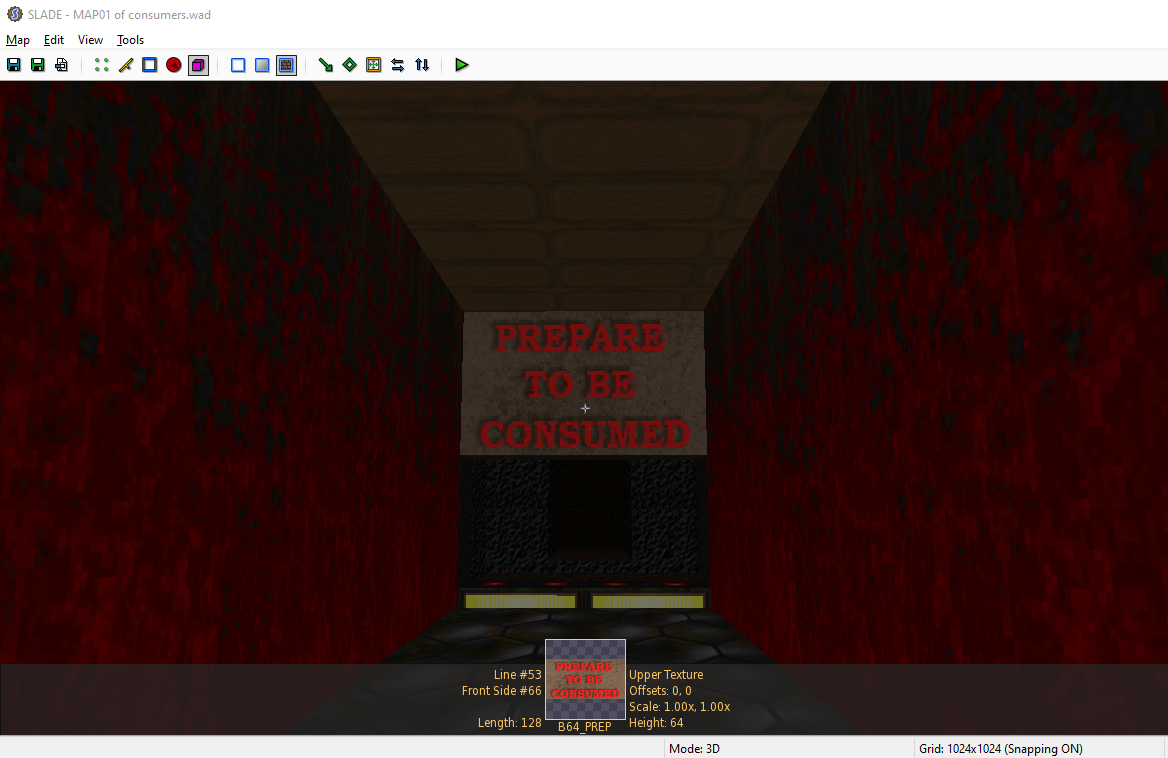 SLADE - MAP01 of consumers.wad
Map Edit View Tools
PREPARE
TO BE
CONSUMED
Line #53
Front Side #66
Length: 128
PREPARE
TO BE
CONSUMED
B64_PREP
Upper Texture
Offsets: 0, 0
Scale: 1.00x, 1.00x
Height: 64
Mode: 3D
Grid: 1024x1024 (Snapping ON)